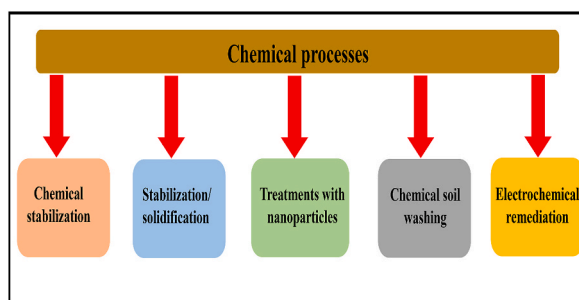 Chemical processes
Chemical
stabilization
Stabilization/
solidification
Treatments with
nanoparticles
Chemical soil
washing
Electrochemical
remediation